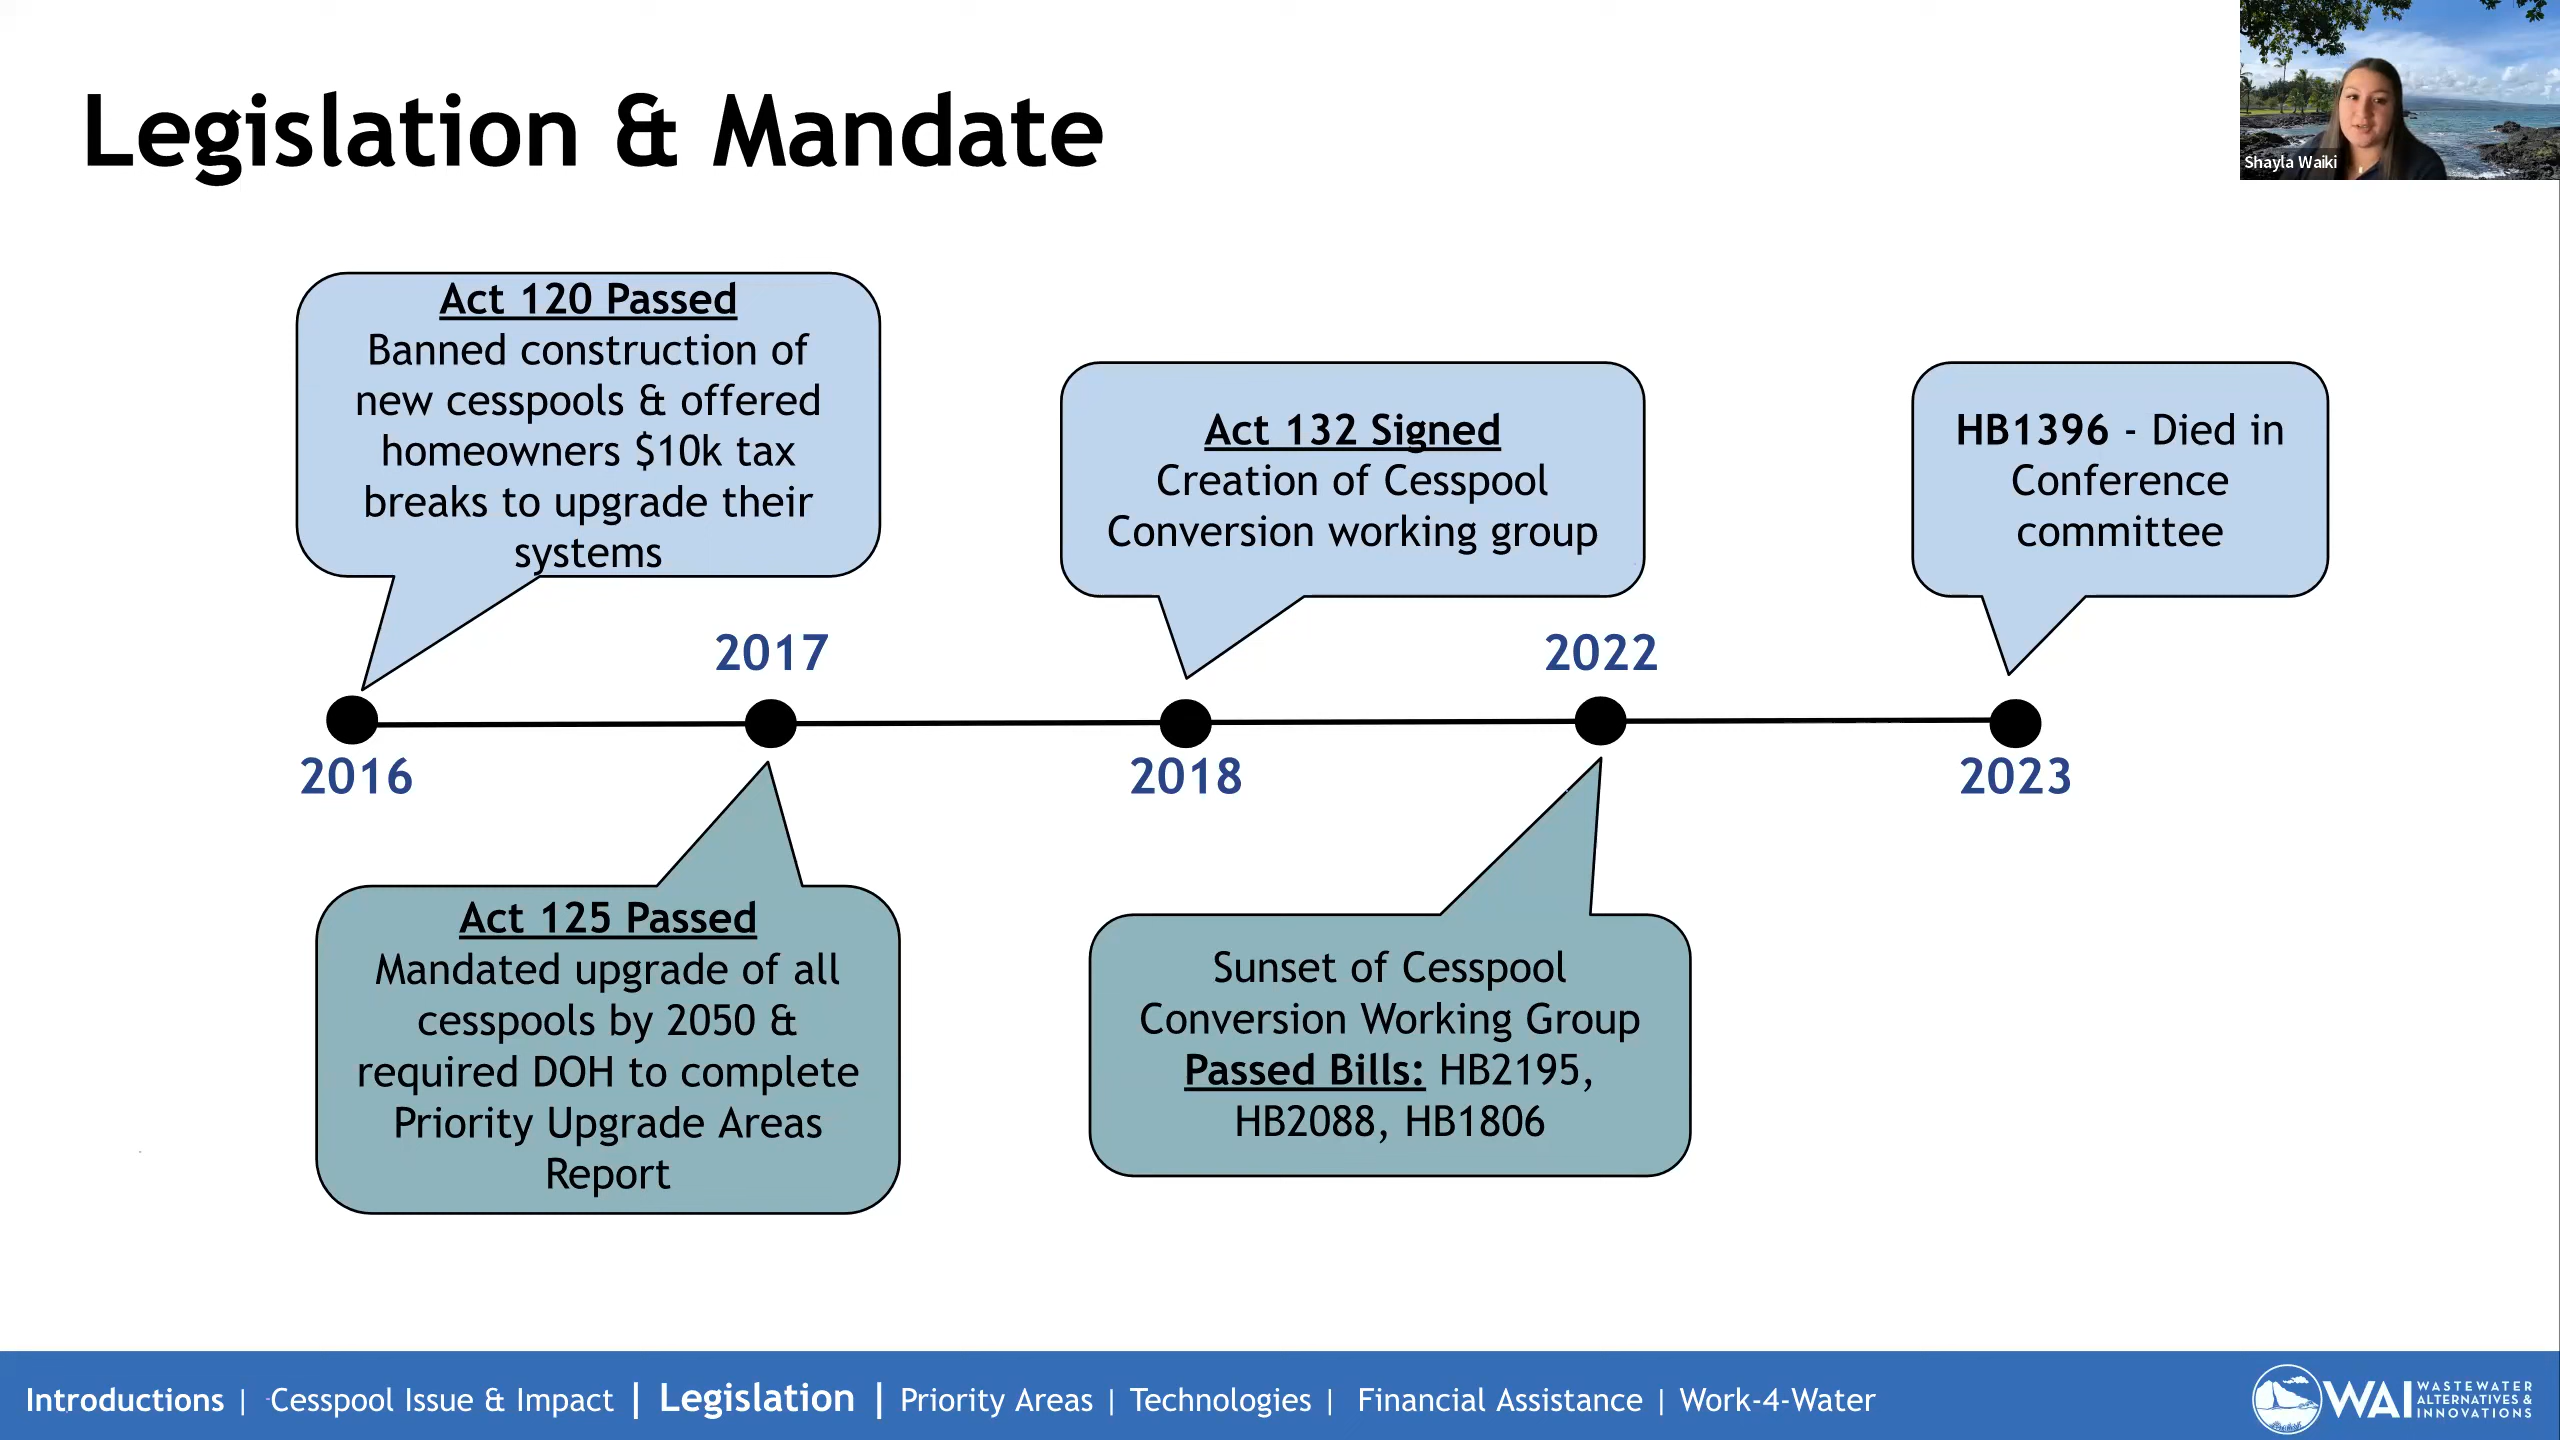 Legislation & Mandate
Shayla Waiki
Act 120 Passed
Banned construction of
new cesspools & offered
homeowners $10k tax
breaks to upgrade their
systems
Act 132 Signed
Creation of Cesspool
Conversion working group
HB1396 - Died in
Conference
committee
2017
2022
2016
2018
2023
Act 125 Passed
Mandated upgrade of all
cesspools by 2050 &
required DOH to complete
Priority Upgrade Areas
Report
Sunset of Cesspool
Conversion Working Group
Passed Bills: HB2195,
HB2088, HB1806
Introductions | Cesspool Issue & Impact | Legislation | Priority Areas | Technologies | Financial Assistance | Work-4-Water
WAI
WASTEWATER
ALTERNATIVES &
INNOVATIONS